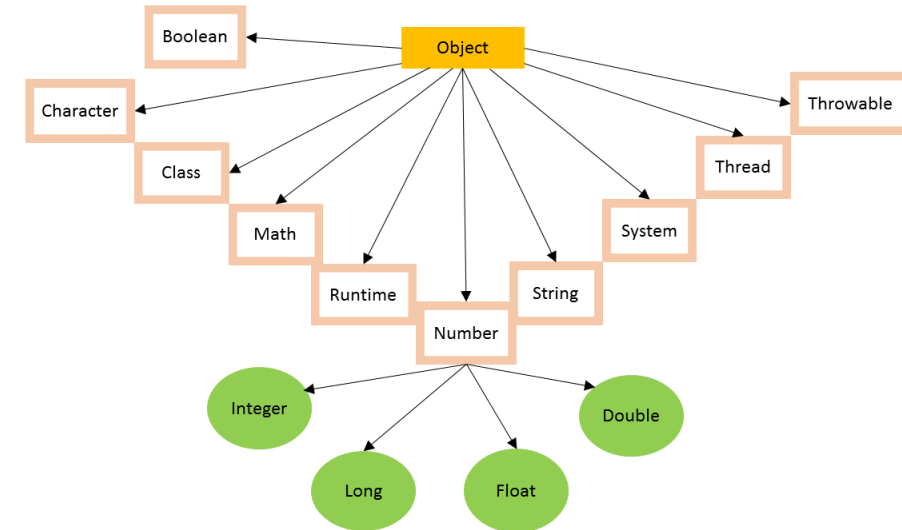 Boolean
Object
Character
Throwable
Class
Thread
Math
System
Runtime
String
Number
Integer
Double
Long
Float